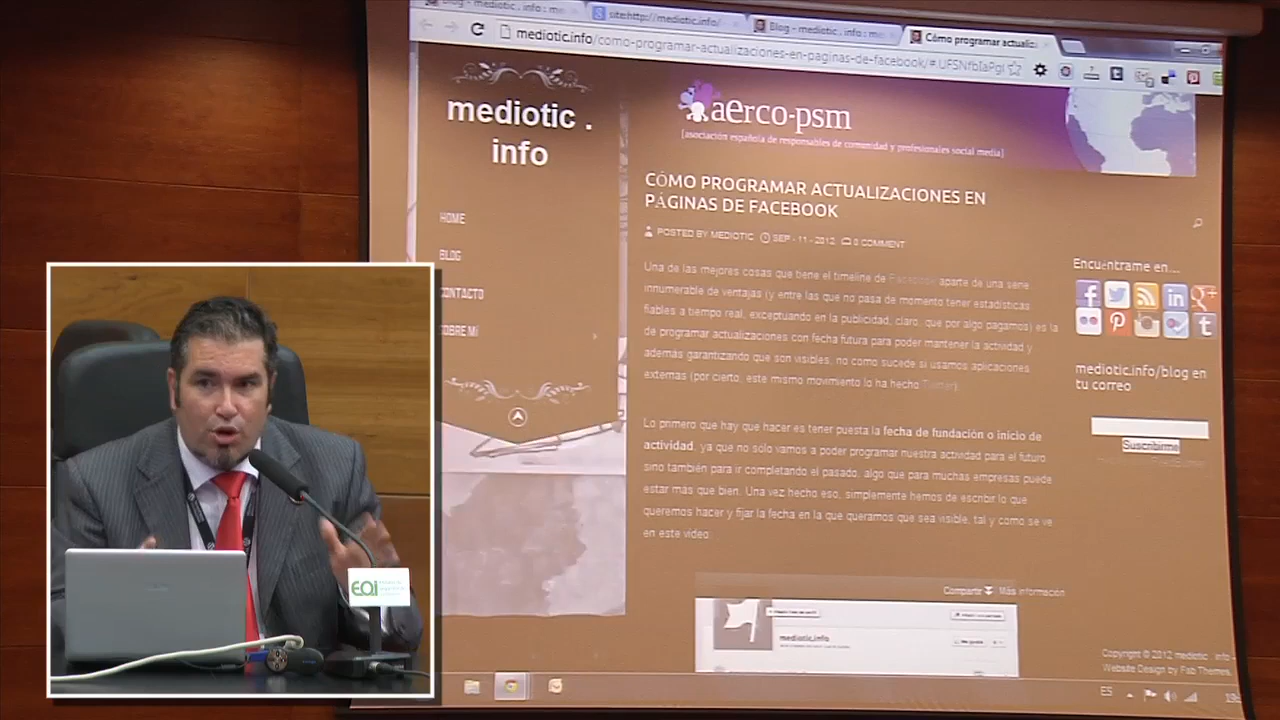 Blog - mediotic . info : me
site:http://mediotic.info/
Blog - mediotic . info : m
Cómo programar actualiz
mediotic.info/como-programar-actualizaciones-en-paginas-de-facebook/#.UFSNfbIaPgI
mediotic .
info
HOME
BLOG
CONTACTO
SOBRE MÍ
aerco-psm
[asociación española de responsables de comunidad y profesionales social media]
CÓMO PROGRAMAR ACTUALIZACIONES EN
PÁGINAS DE FACEBOOK
POSTED BY MEDIOTIC SEP - 11 - 2012 0 COMMENT
Una de las mejores cosas que tiene el timeline de Facebook aparte de una serie
innumerable de ventajas (y entre las que no pasa de momento tener estadísticas
fiables a tiempo real, exceptuando en la publicidad, claro, que por algo pagamos) es la
de programar actualizaciones con fecha futura para poder mantener la actividad y
además garantizando que son visibles, no como sucede si usamos aplicaciones
externas (por cierto, este mismo movimiento lo ha hecho Twitter).
Lo primero que hay que hacer es tener puesta la fecha de fundación o inicio de
actividad, ya que no solo vamos a poder programar nuestra actividad para el futuro
sino también para ir completando el pasado, algo que para muchas empresas puede
estar más que bien. Una vez hecho eso, simplemente hemos de escribir lo que
queremos hacer y fijar la fecha en la que queramos que sea visible, tal y como se ve
en este vídeo:
Compartir Más información
mediotic.info
Encuéntrame en...
mediotic.info/blog en
tu correo
Suscribirme
Copyright © 2012 mediotic . info -
Website Design by Fab Themes.
ES
EOi